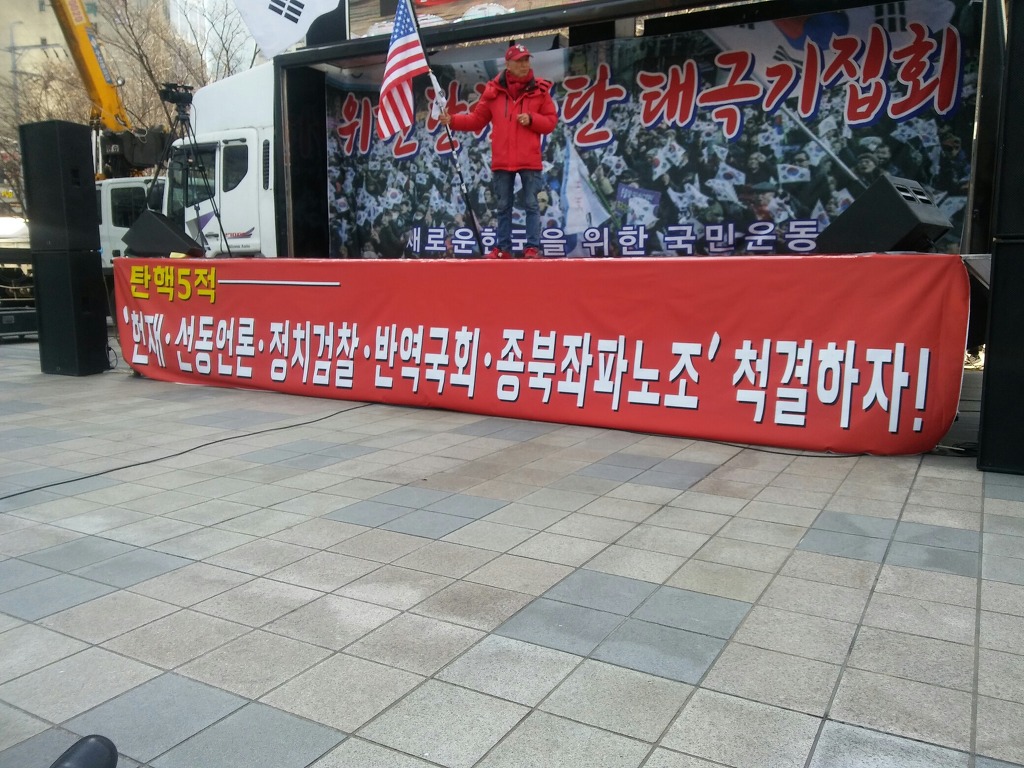 태극기집회
새로운한국을 위한 국민운동
탄핵5적
'헌재·선동언론·정치검찰·반역국회·종북좌파노조' 척결하자!